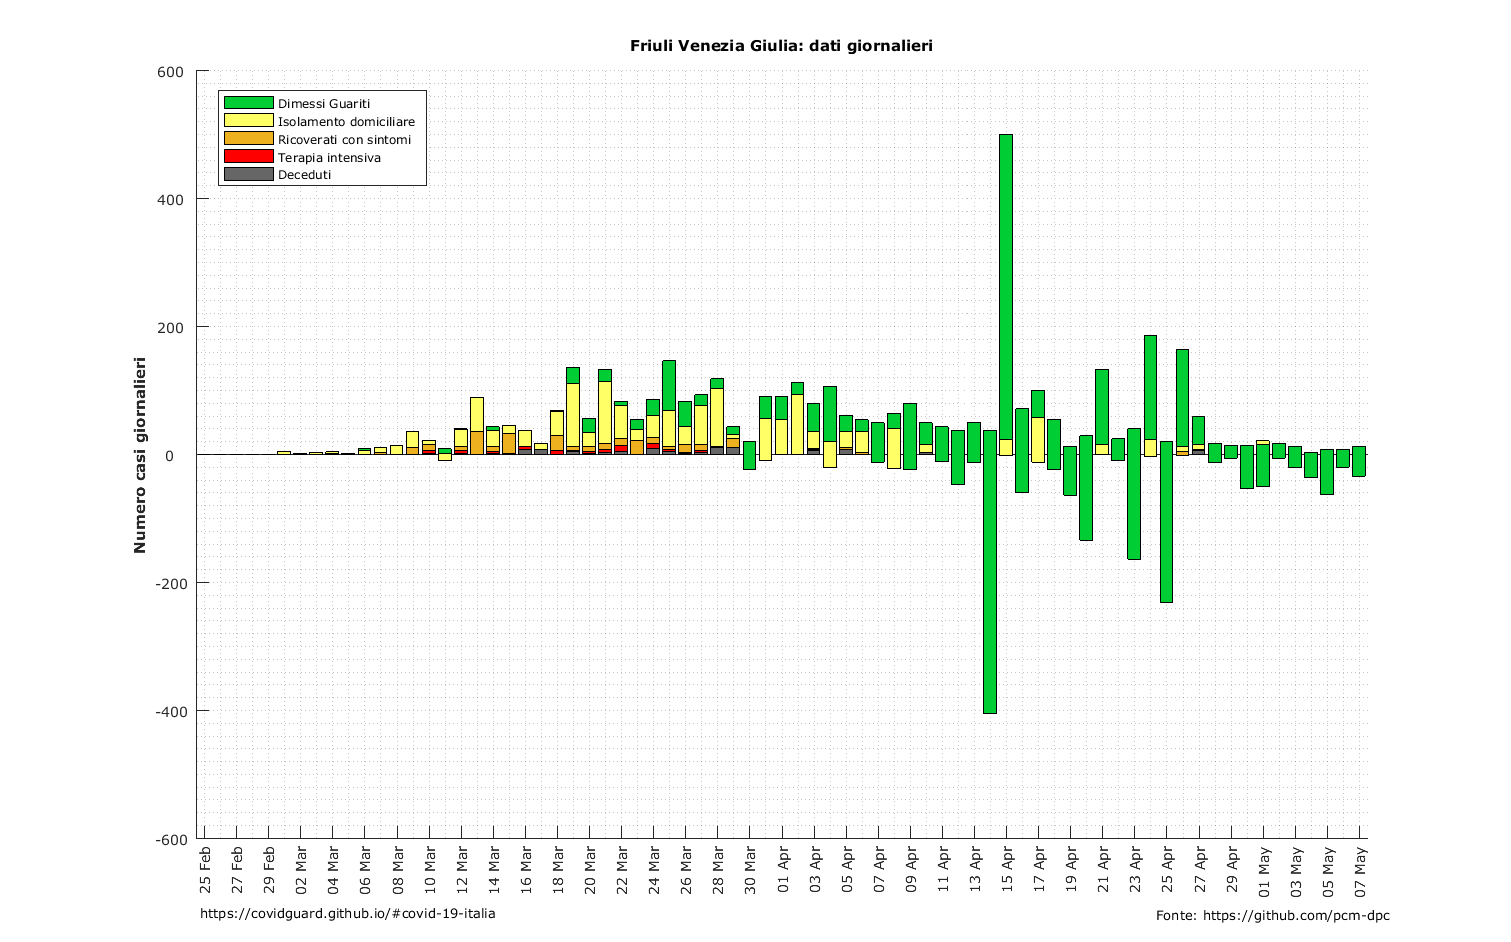 Friuli Venezia Giulia: dati giornalieri
600
400
200
0
-200
-400
-600
Numero casi giornalieri
Dimessi Guariti
Isolamento domiciliare
Ricoverati con sintomi
Terapia intensiva
Deceduti
25 Feb
27 Feb
29 Feb
02 Mar
04 Mar
06 Mar
08 Mar
10 Mar
12 Mar
14 Mar
16 Mar
18 Mar
20 Mar
22 Mar
24 Mar
26 Mar
28 Mar
30 Mar
01 Apr
03 Apr
05 Apr
07 Apr
09 Apr
11 Apr
13 Apr
15 Apr
17 Apr
19 Apr
21 Apr
23 Apr
25 Apr
27 Apr
29 Apr
01 May
03 May
05 May
07 May
https://covidguard.github.io/#covid-19-italia
Fonte: https://github.com/pcm-dpc